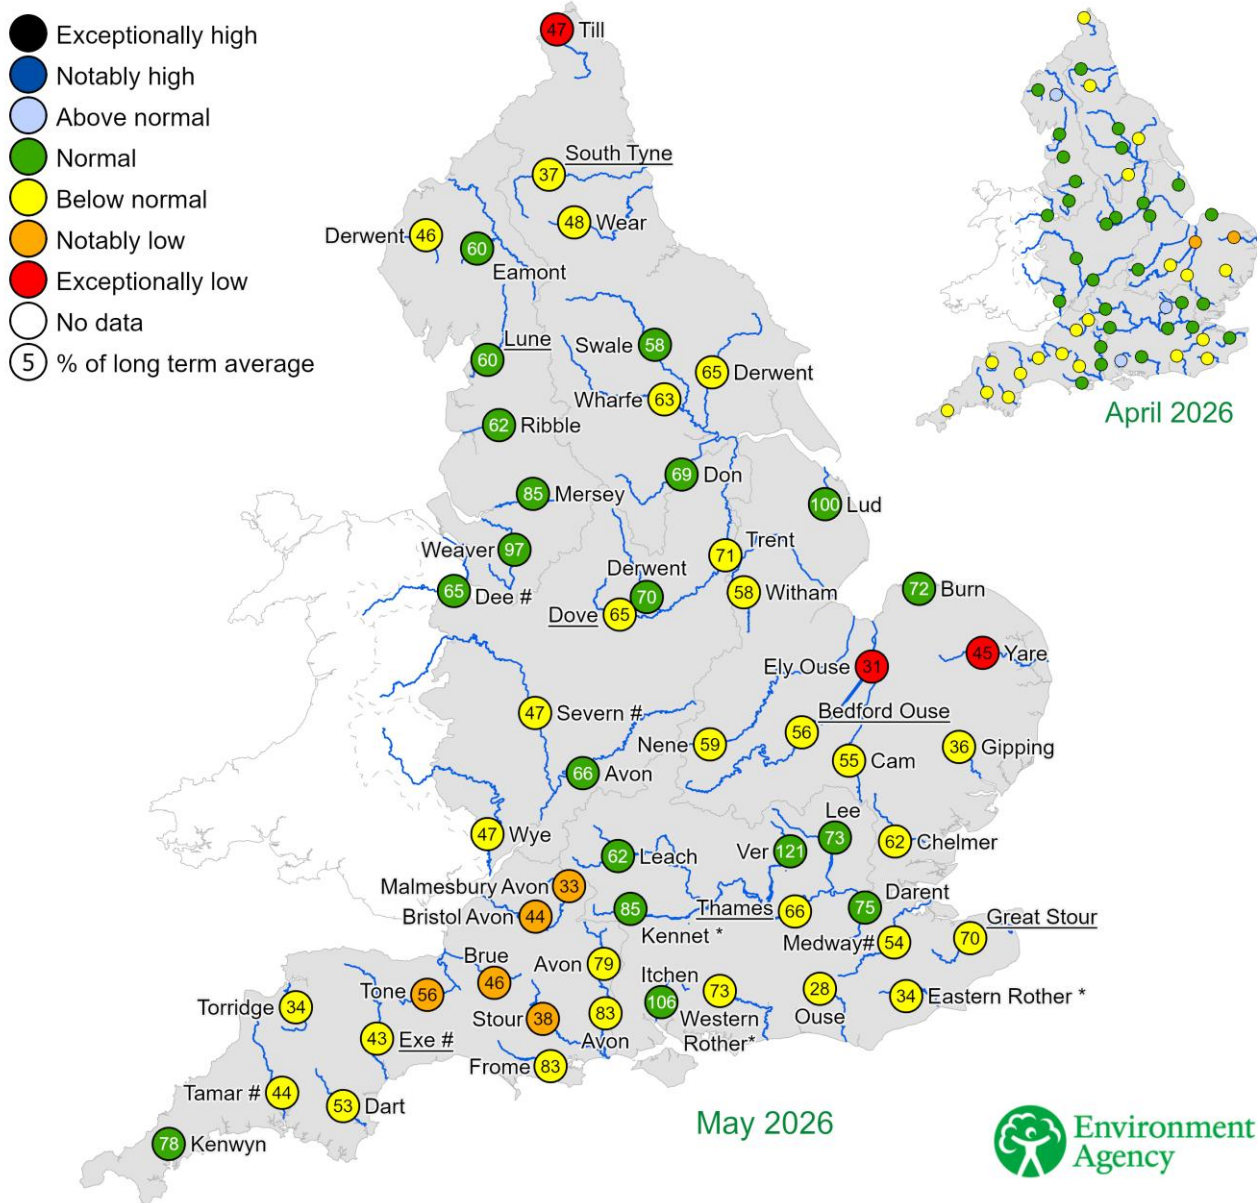 Exceptionally high
Notably high
Above normal
Normal
Below normal
Notably low
Exceptionally low
No data
5 % of long term average
April 2026
47 Till
South Tyne
37
48 Wear
Derwent 46
60
Eamont
Lune
60
Swale 58
65 Derwent
Wharfe 63
62 Ribble
69 Don
85 Mersey
100 Lud
Weaver 97
Trent
71
Derwent
70
65 Dee #
58 Witham
72 Burn
Dove 65
Ely Ouse 31
45 Yare
47 Severn #
Bedford Ouse
56
Nene 59
36 Gipping
55 Cam
66 Avon
Lee
73
47 Wye
62 Chelmer
Ver 121
62 Leach
Malmesbury Avon 33
Bristol Avon 44
85
Kennet *
Thames 66
Darent
75
Great Stour
70
Medway# 54
Brue
46
Avon 79
Itchen
106
73
Western
Rother*
28
Ouse
34 Eastern Rother *
Tone 56
Torridge 34
Stour 38
83
Avon
43 Exe #
Frome 83
Tamar # 44
53 Dart
78 Kenwyn
May 2026
Environment
Agency